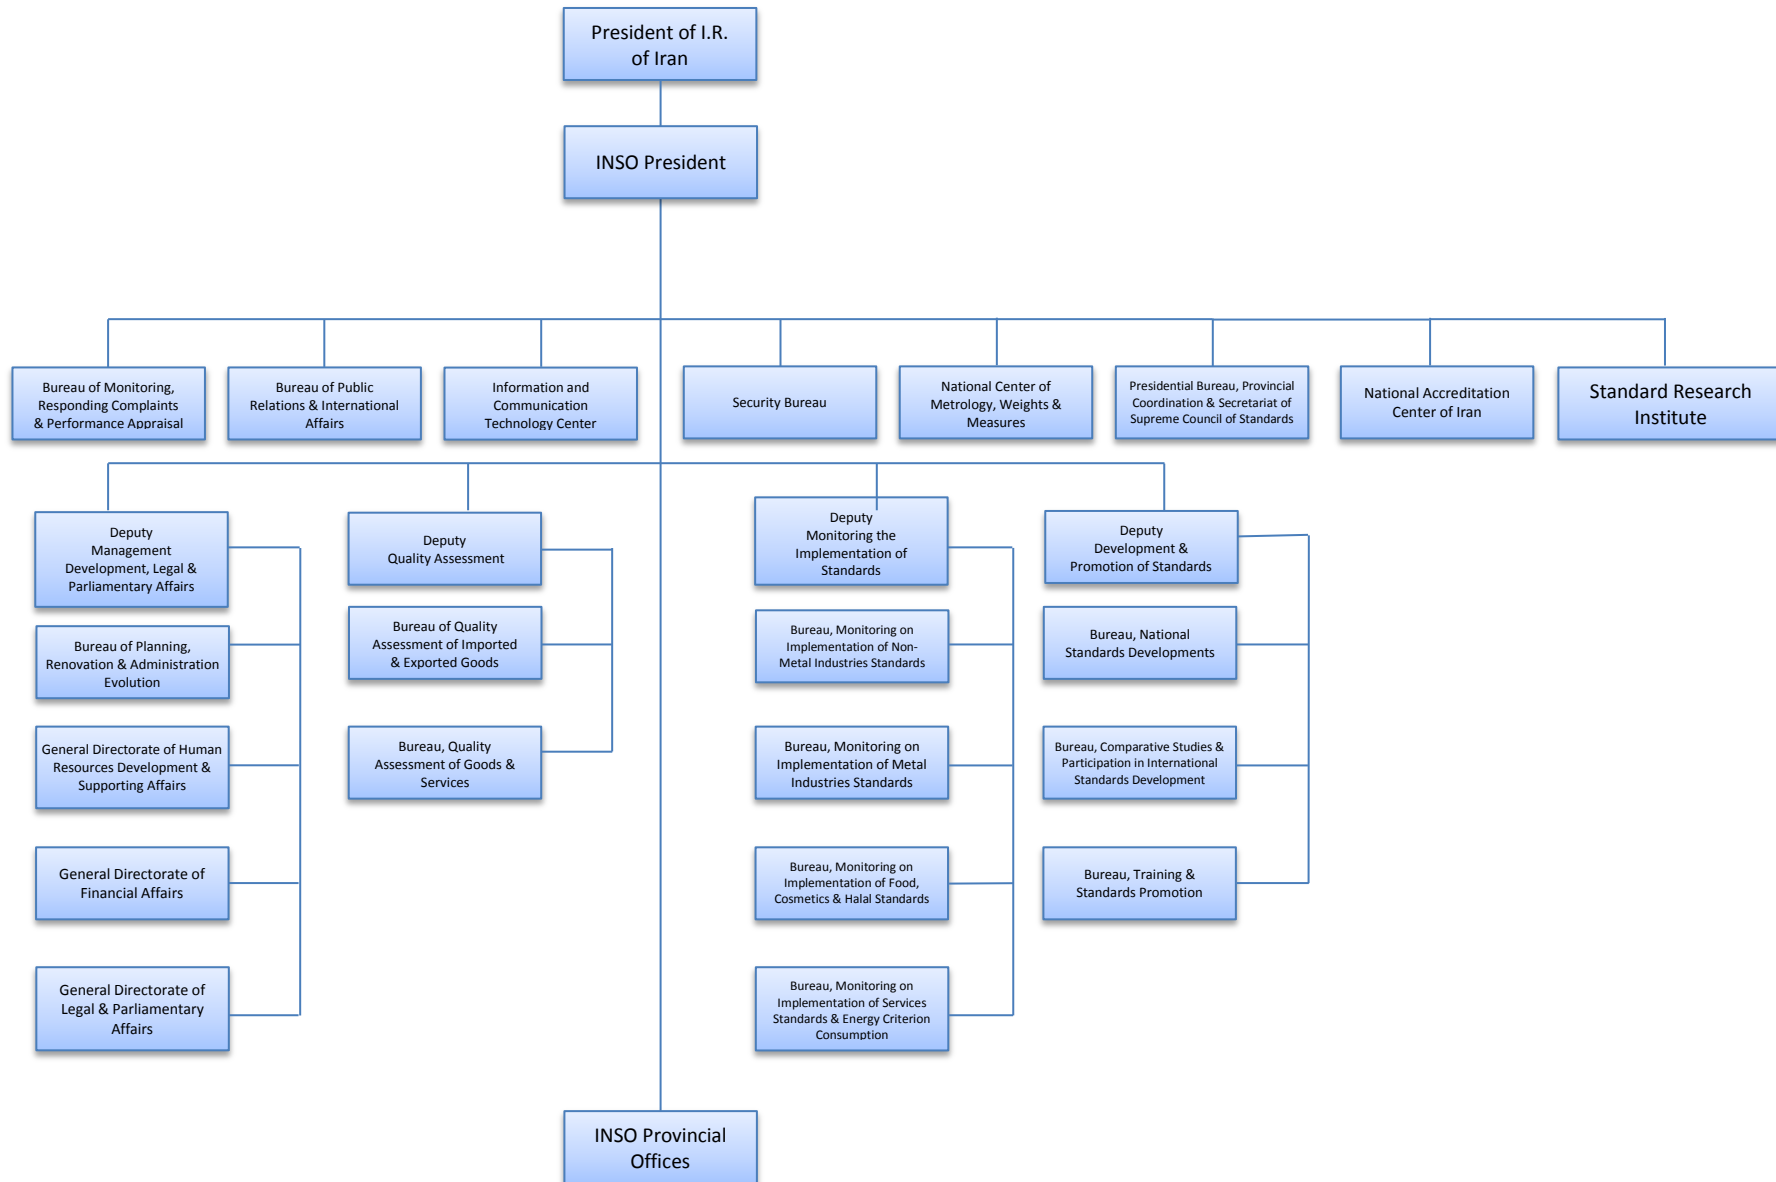 President of I.R.
of Iran
INSO President
Bureau of Monitoring,
Responding Complaints
& Performance Appraisal
Bureau of Public
Relations & International
Affairs
Information and
Communication
Technology Center
Security Bureau
National Center of
Metrology, Weights &
Measures
Presidential Bureau, Provincial
Coordination & Secretariat of
Supreme Council of Standards
National Accreditation
Center of Iran
Standard Research
Institute
Deputy
Management
Development, Legal &
Parliamentary Affairs
Bureau of Planning,
Renovation & Administration
Evolution
General Directorate of Human
Resources Development &
Supporting Affairs
General Directorate of
Financial Affairs
General Directorate of
Legal & Parliamentary
Affairs
Deputy
Quality Assessment
Bureau of Quality
Assessment of Imported
& Exported Goods
Bureau, Quality
Assessment of Goods &
Services
Deputy
Monitoring the
Implementation of
Standards
Bureau, Monitoring on
Implementation of Non-
Metal Industries Standards
Bureau, Monitoring on
Implementation of Metal
Industries Standards
Bureau, Monitoring on
Implementation of Food,
Cosmetics & Halal Standards
Bureau, Monitoring on
Implementation of Services
Standards & Energy Criterion
Consumption
Deputy
Development &
Promotion of Standards
Bureau, National
Standards Developments
Bureau, Comparative Studies &
Participation in International
Standards Development
Bureau, Training &
Standards Promotion
INSO Provincial
Offices